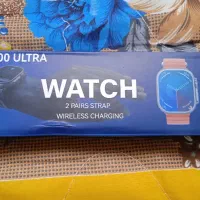 00 ULTRA
WATCH
2 PAIRS STRAP
WIRELESS CHARGING